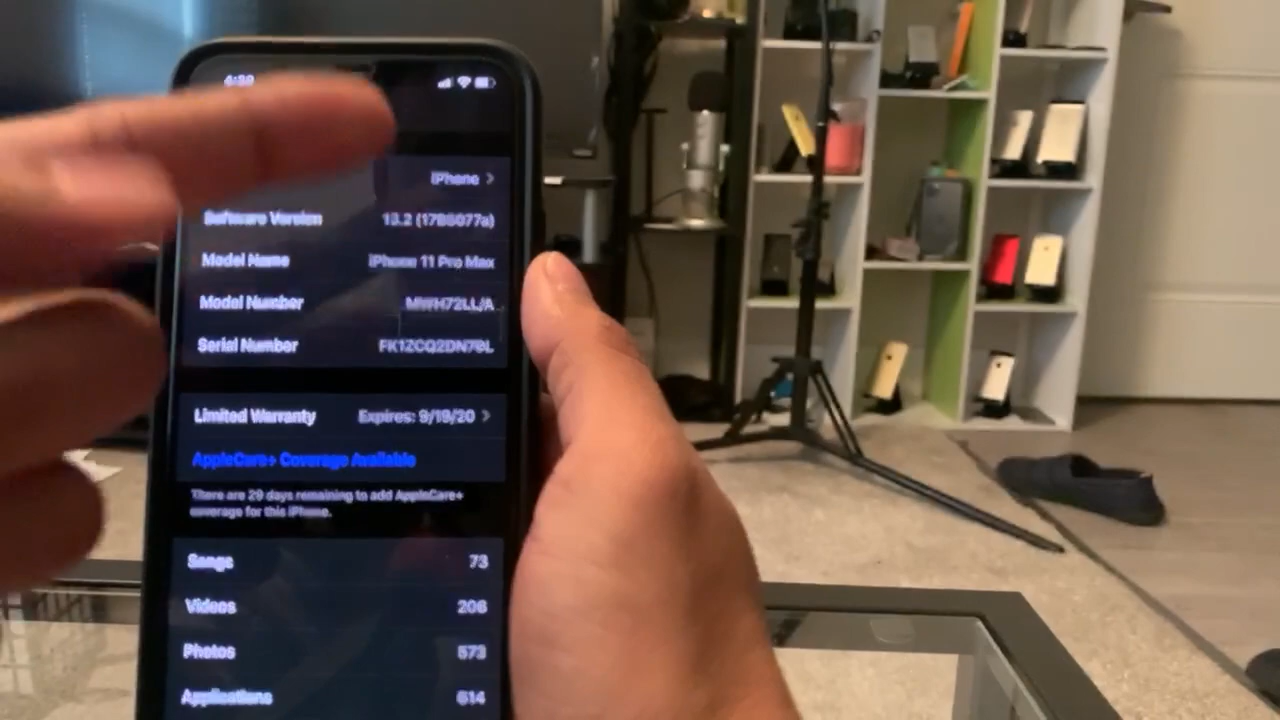 iPhone
Software Version 13.2 (17B5077a)
Model Name iPhone 11 Pro Max
Model Number MWH72LL/A
Serial Number
Limited Warranty Expires: 9/19/20
AppleCare+ Coverage Available
There are 29 days remaining to add AppleCare+
coverage for this iPhone.
Songs 73
Videos 206
Photos 573
Applications 614